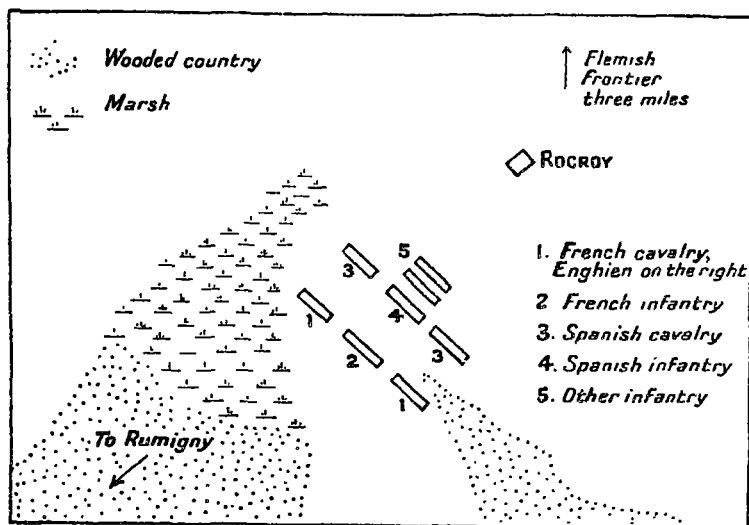 Wooded country
Marsh
Flemish
Frontier
three miles
ROCROY
3
5
4
1
3
2
1
1. French cavalry,
Enghien on the right
2 French infantry
3. Spanish cavalry
4. Spanish infantry
5. Other infantry
To Rumigny